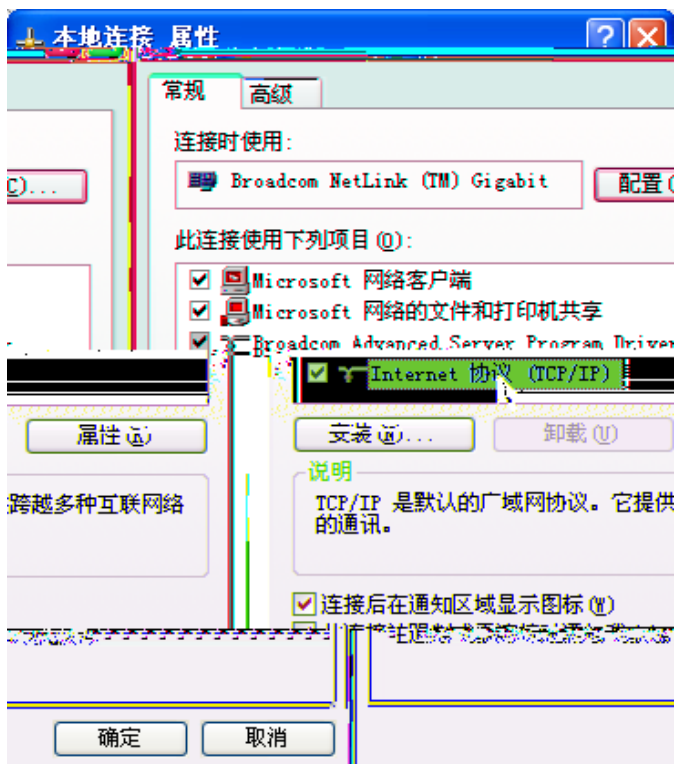 本地连接 属性
常规
高级
连接时使用:
Broadcom NetLink (TM) Gigabit
配置(
C)...
此连接使用下列项目(O):
Microsoft 网络客户端
Microsoft 网络的文件和打印机共享
Broadcom Advanced Server Program Driver
Internet 协议 (TCP/IP)
属性(R)
安装(N)...
卸载(U)
说明
TCP/IP 是默认的广域网协议。它提供
跨越多种互联网络
的通讯。
连接后在通知区域显示图标(W)
确定
取消